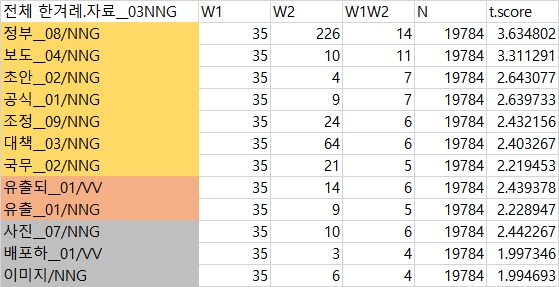 전체 한겨레.자료__03NNG W1 W2 W1W2 N t.score
정부__08/NNG 35 226 14 19784 3.634802
보도__04/NNG 35 10 11 19784 3.311291
초안__02/NNG 35 4 7 19784 2.643077
공식__01/NNG 35 9 7 19784 2.639733
조정__09/NNG 35 24 6 19784 2.432156
대책__03/NNG 35 64 6 19784 2.403267
국무__02/NNG 35 21 5 19784 2.219453
유출되__01/VV 35 14 6 19784 2.439378
유출__01/NNG 35 9 5 19784 2.228947
사진__07/NNG 35 10 6 19784 2.442267
배포하__01/VV 35 3 4 19784 1.997346
이미지/NNG 35 6 4 19784 1.994693